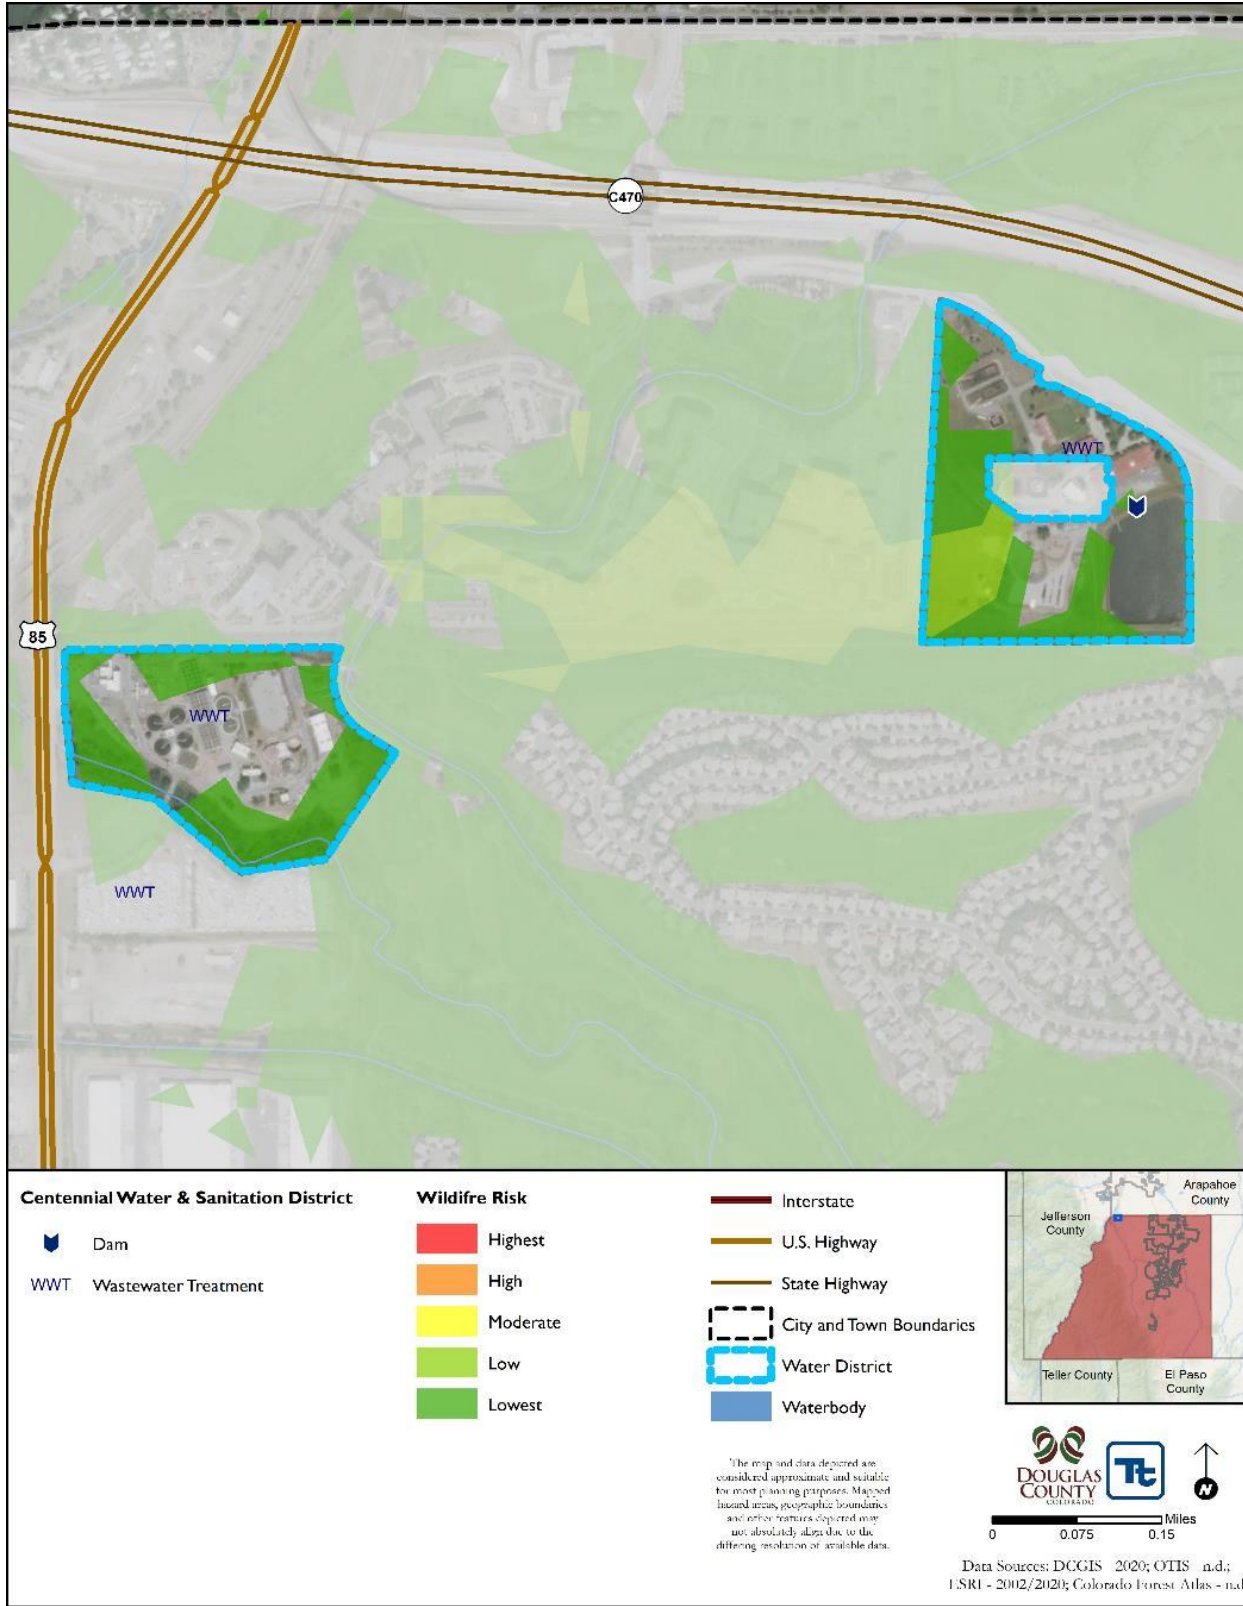 C470
WWT
85
WWT
WWT
Centennial Water & Sanitation District
Dam
WWT Wastewater Treatment
Wildifre Risk
Highest
High
Moderate
Low
Lowest
Interstate
U.S. Highway
State Highway
City and Town Boundaries
Water District
Waterbody
The map and data depicted are
considered approximate and suitable
for most planning purposes. Mapped
hazard areas, geographic boundaries
and other features depicted may
not absolutely align due to the
differing resolution of available data.
Arapahoe
County
Jefferson
County
Teller County
El Paso
County
DOUGLAS
COUNTY
COLORADO
Tt
N
Miles
0 0.075 0.15
Data Sources: DCGIS - 2020; OTIS - n.d.;
ESRI - 2002/2020; Colorado Forest Atlas - n.d